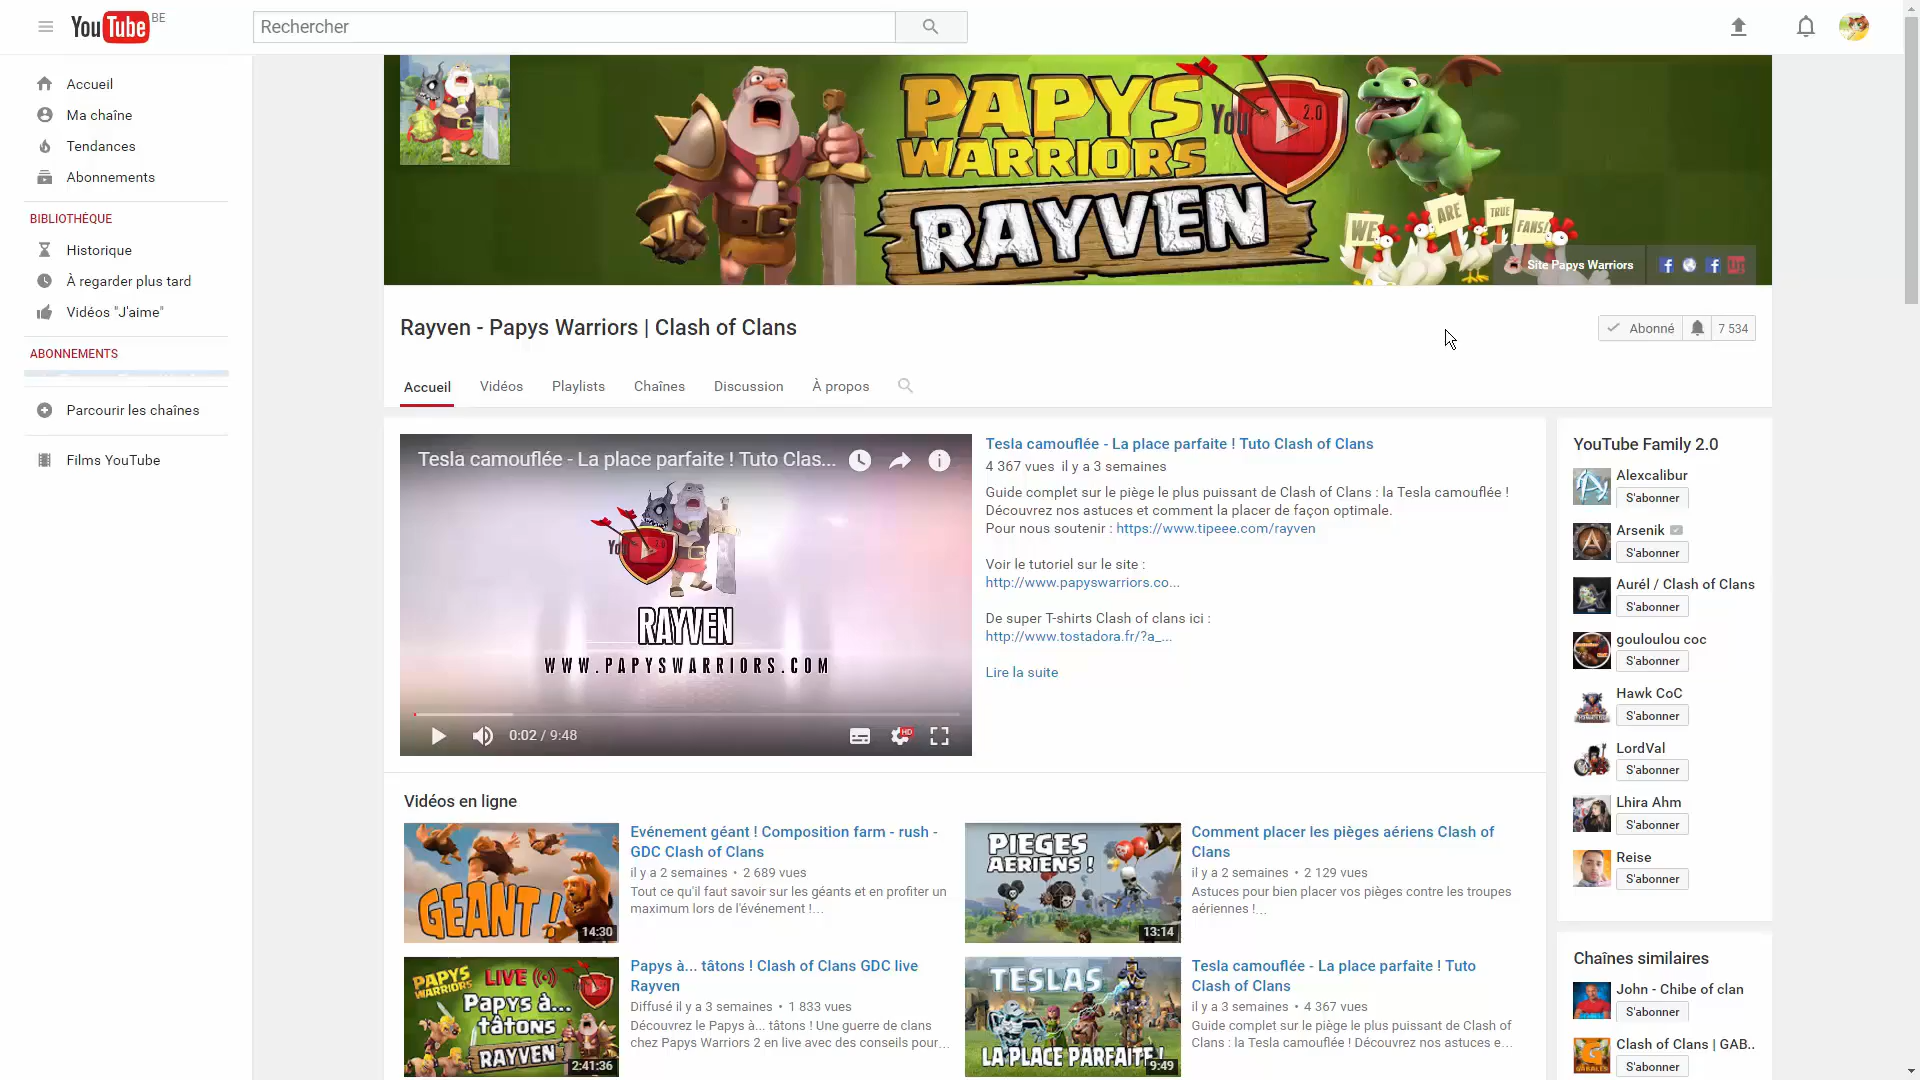 YouTube BE
Rechercher
Accueil
Ma chaîne
Tendances
Abonnements
BIBLIOTHÈQUE
Historique
À regarder plus tard
Vidéos "J'aime"
ABONNEMENTS
Parcourir les chaînes
Films YouTube
PAPYS
WARRIORS
You 2.0
RAYVEN
WE ARE TRUE FANS!
Site Papys Warriors
Rayven - Papys Warriors | Clash of Clans
Abonné 7 534
Accueil Vidéos Playlists Chaînes Discussion À propos
Tesla camouflée - La place parfaite ! Tuto Clas...
You 2.0
RAYVEN
WWW.PAPYSWARRIORS.COM
0:02 / 9:48
HD
Tesla camouflée - La place parfaite ! Tuto Clash of Clans
4 367 vues il y a 3 semaines
Guide complet sur le piège le plus puissant de Clash of Clans : la Tesla camouflée !
Découvrez nos astuces et comment la placer de façon optimale.
Pour nous soutenir : https://www.tipeee.com/rayven
Voir le tutoriel sur le site :
http://www.papyswarriors.co...
De super T-shirts Clash of clans ici :
http://www.tostadora.fr/?a_...
Lire la suite
Vidéos en ligne
GEANT !
14:30
Evénement géant ! Composition farm - rush -
GDC Clash of Clans
il y a 2 semaines • 2 689 vues
Tout ce qu'il faut savoir sur les géants et en profiter un
maximum lors de l'événement !...
PIEGES
AERIENS !
13:14
Comment placer les pièges aériens Clash of
Clans
il y a 2 semaines • 2 129 vues
Astuces pour bien placer vos pièges contre les troupes
aériennes !...
PAPYS
WARRIORS
LIVE
Papys à...
tâtons
RAYVEN
2:41:36
Papys à... tâtons ! Clash of Clans GDC live
Rayven
Diffusé il y a 3 semaines • 1 833 vues
Découvrez le Papys à... tâtons ! Une guerre de clans
chez Papys Warriors 2 en live avec des conseils pour...
TESLAS
LA PLACE PARFAITE !
9:49
Tesla camouflée - La place parfaite ! Tuto
Clash of Clans
il y a 3 semaines • 4 367 vues
Guide complet sur le piège le plus puissant de Clash of
Clans : la Tesla camouflée ! Découvrez nos astuces e...
YouTube Family 2.0
Alexcalibur
S'abonner
Arsenik
S'abonner
Aurél / Clash of Clans
S'abonner
gouloulou coc
S'abonner
Hawk CoC
S'abonner
LordVal
S'abonner
Lhira Ahm
S'abonner
Reise
S'abonner
Chaînes similaires
John - Chibe of clan
S'abonner
Clash of Clans | GAB..
S'abonner